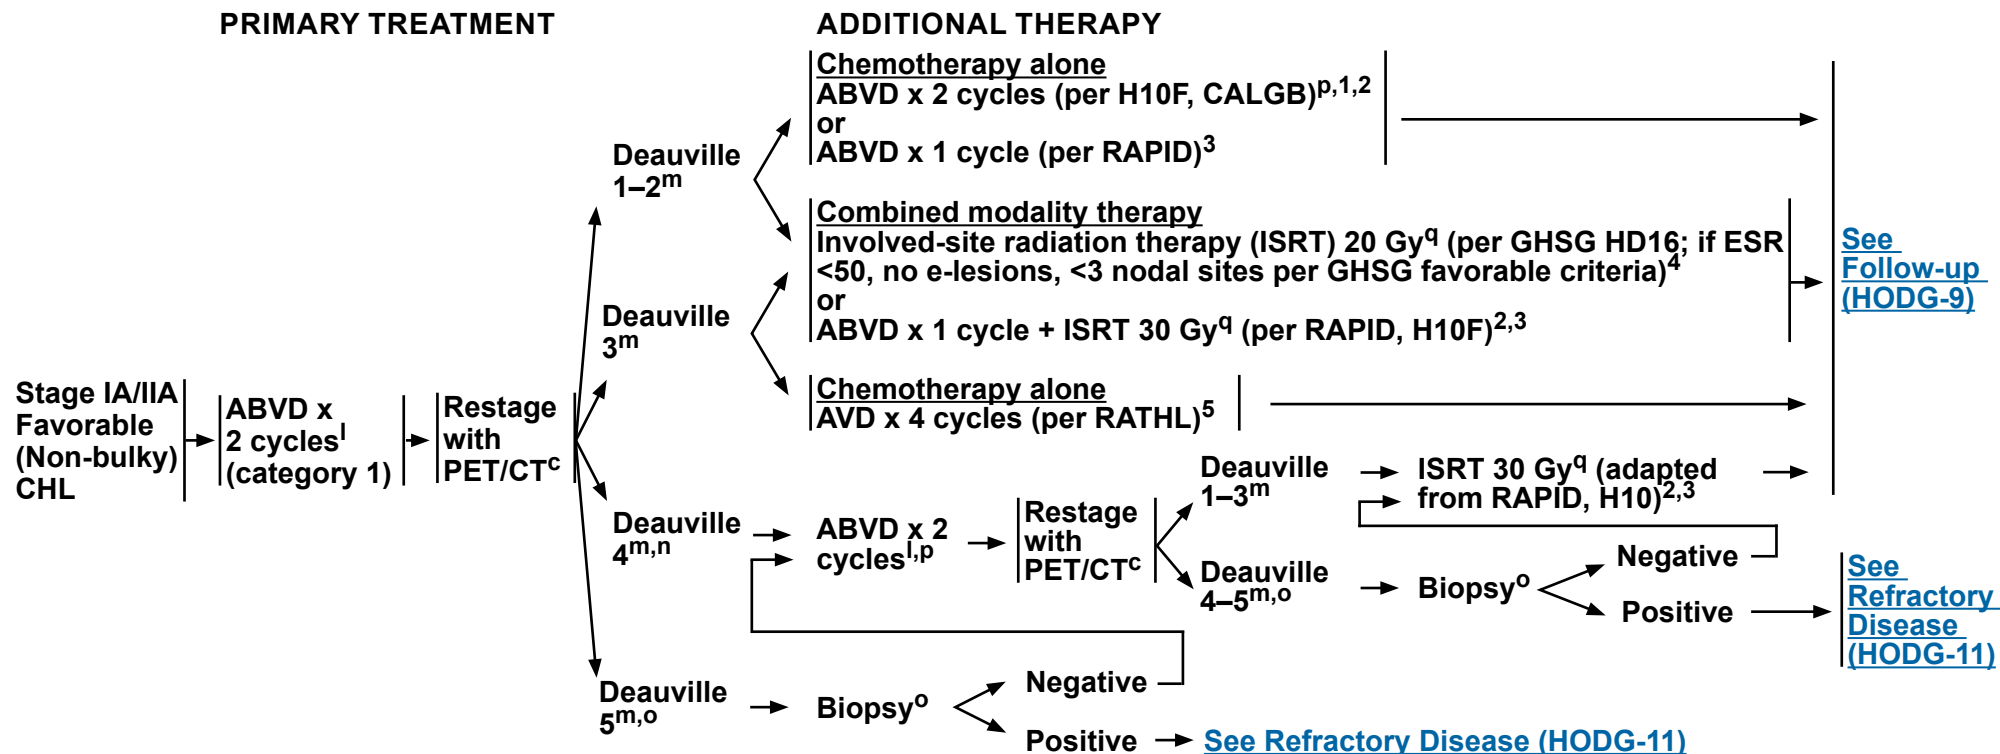 PRIMARY TREATMENT
ADDITIONAL THERAPY
Chemotherapy alone
ABVD x 2 cycles (per H10F, CALGB)p,1,2
or
ABVD x 1 cycle (per RAPID)3
Deauville
1–2m
Combined modality therapy
Involved-site radiation therapy (ISRT) 20 Gyq (per GHSG HD16; if ESR
<50, no e-lesions, <3 nodal sites per GHSG favorable criteria)4
or
ABVD x 1 cycle + ISRT 30 Gyq (per RAPID, H10F)2,3
See
Follow-up
(HODG-9)
Deauville
3m
Chemotherapy alone
AVD x 4 cycles (per RATHL)5
Stage IA/IIA
Favorable
(Non-bulky)
CHL
ABVD x
2 cyclesl
(category 1)
Restage
with
PET/CTc
Deauville
4m,n
ABVD x 2
cyclesl,p
Restage
with
PET/CTc
Deauville
1–3m
ISRT 30 Gyq (adapted
from RAPID, H10)2,3
Deauville
4–5m,o
Biopsyo
Negative
Positive
See
Refractory
Disease
(HODG-11)
Deauville
5m,o
Biopsyo
Negative
Positive
See Refractory Disease (HODG-11)